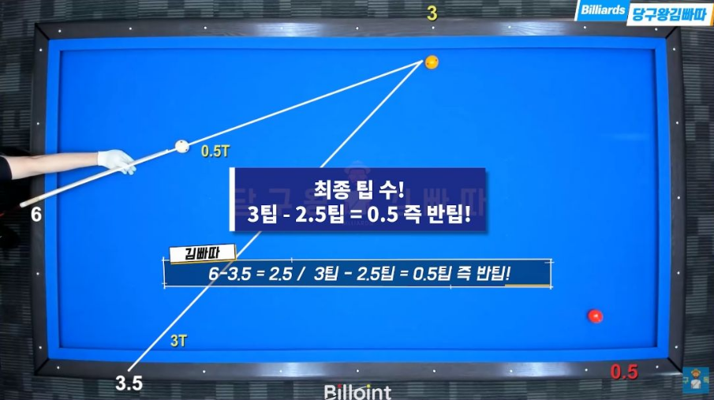 3
Billiards 당구왕김빠따
0.5T
최종 팁 수!
3팁 - 2.5팁 = 0.5 즉 반팁!
6
김빠따
6-3.5 = 2.5 / 3팁 - 2.5팁 = 0.5팁 즉 반팁!
3T
3.5
0.5
Billoint